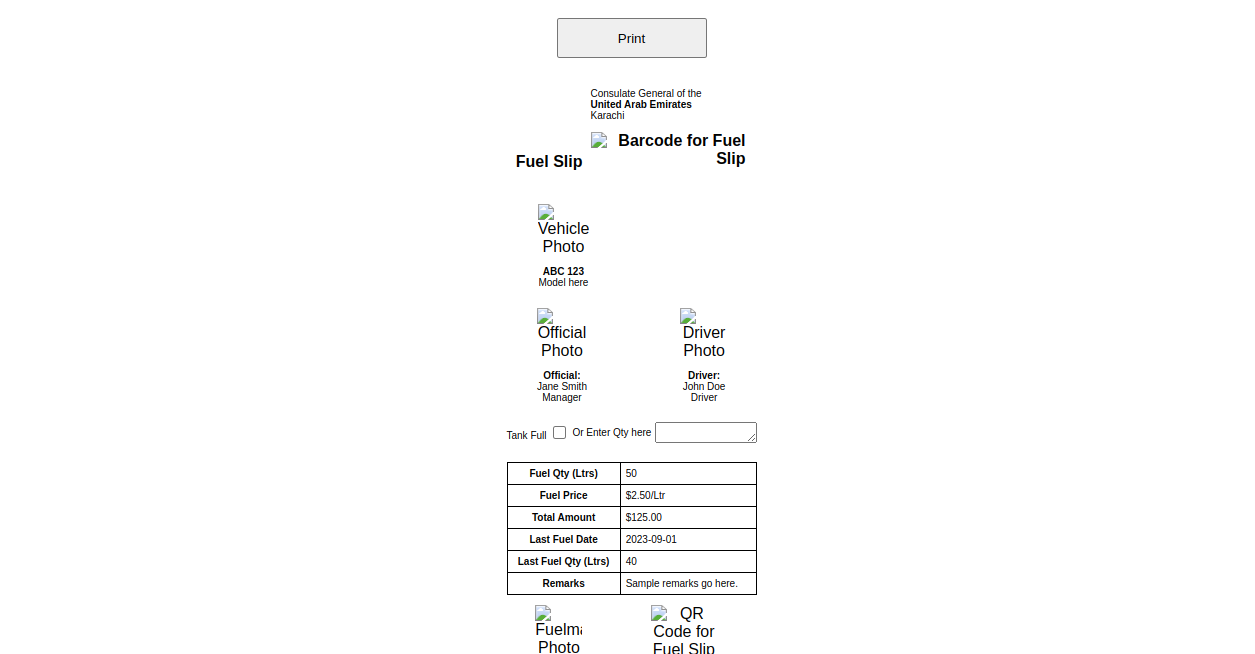 Print
Consulate General of the
United Arab Emirates
Karachi
Barcode for Fuel
Slip
Fuel Slip
Vehicle
Photo
ABC 123
Model here
Official
Photo
Driver
Photo
Official:
Jane Smith
Manager
Driver:
John Doe
Driver
Tank Full Or Enter Qty here
Fuel Qty (Ltrs) 50
Fuel Price $2.50/Ltr
Total Amount $125.00
Last Fuel Date 2023-09-01
Last Fuel Qty (Ltrs) 40
Remarks Sample remarks go here.
Photo
QR
Code for
Fuel Slip